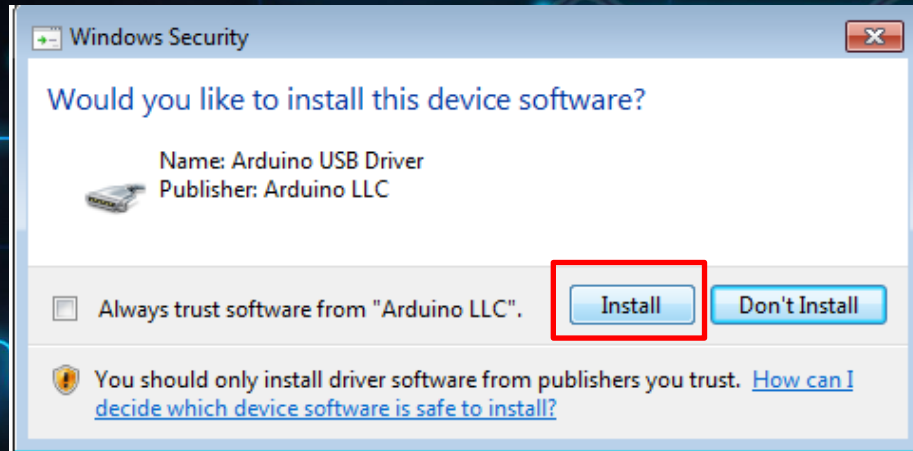 Windows Security
Would you like to install this device software?
Name: Arduino USB Driver
Publisher: Arduino LLC
Always trust software from "Arduino LLC".
Install
Don't Install
You should only install driver software from publishers you trust. How can I
decide which device software is safe to install?